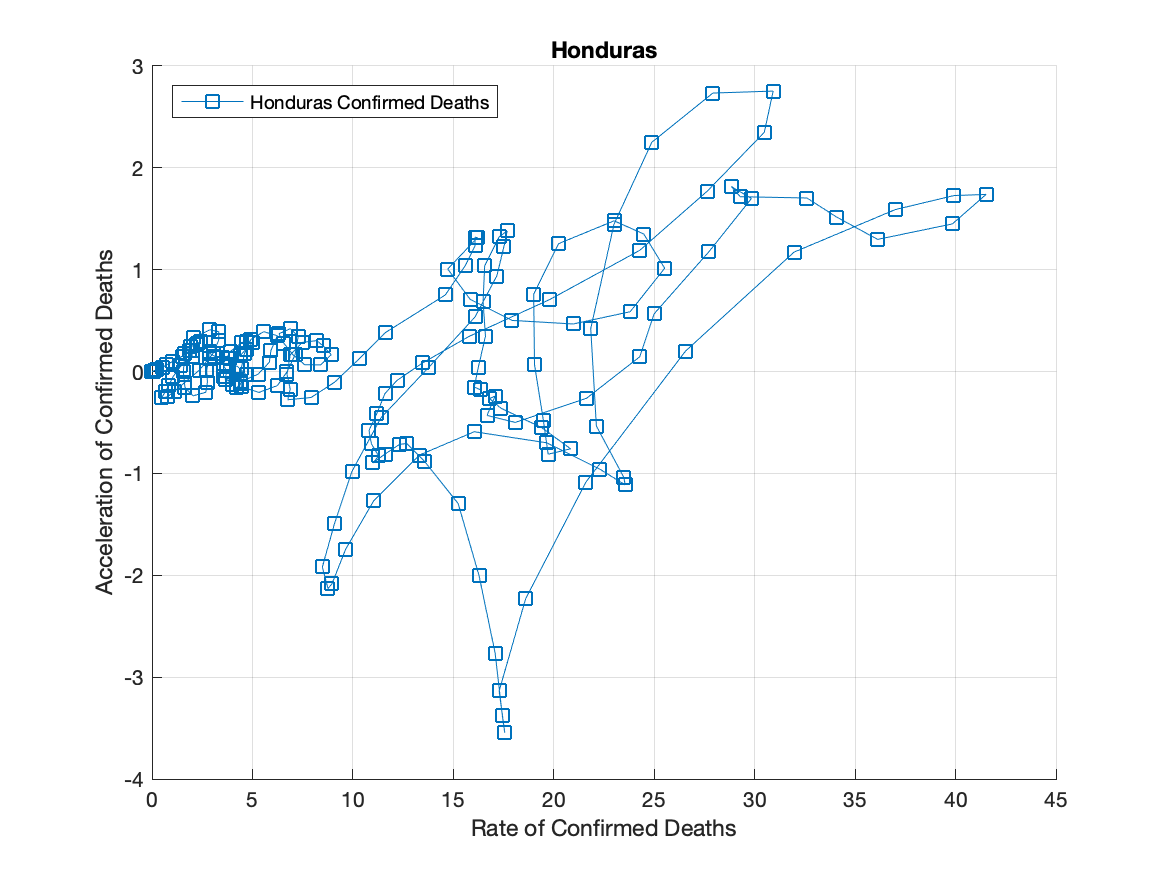 Honduras
3
Honduras Confirmed Deaths
2
1
0
-1
-2
-3
-4
Acceleration of Confirmed Deaths
0 5 10 15 20 25 30 35 40 45
Rate of Confirmed Deaths